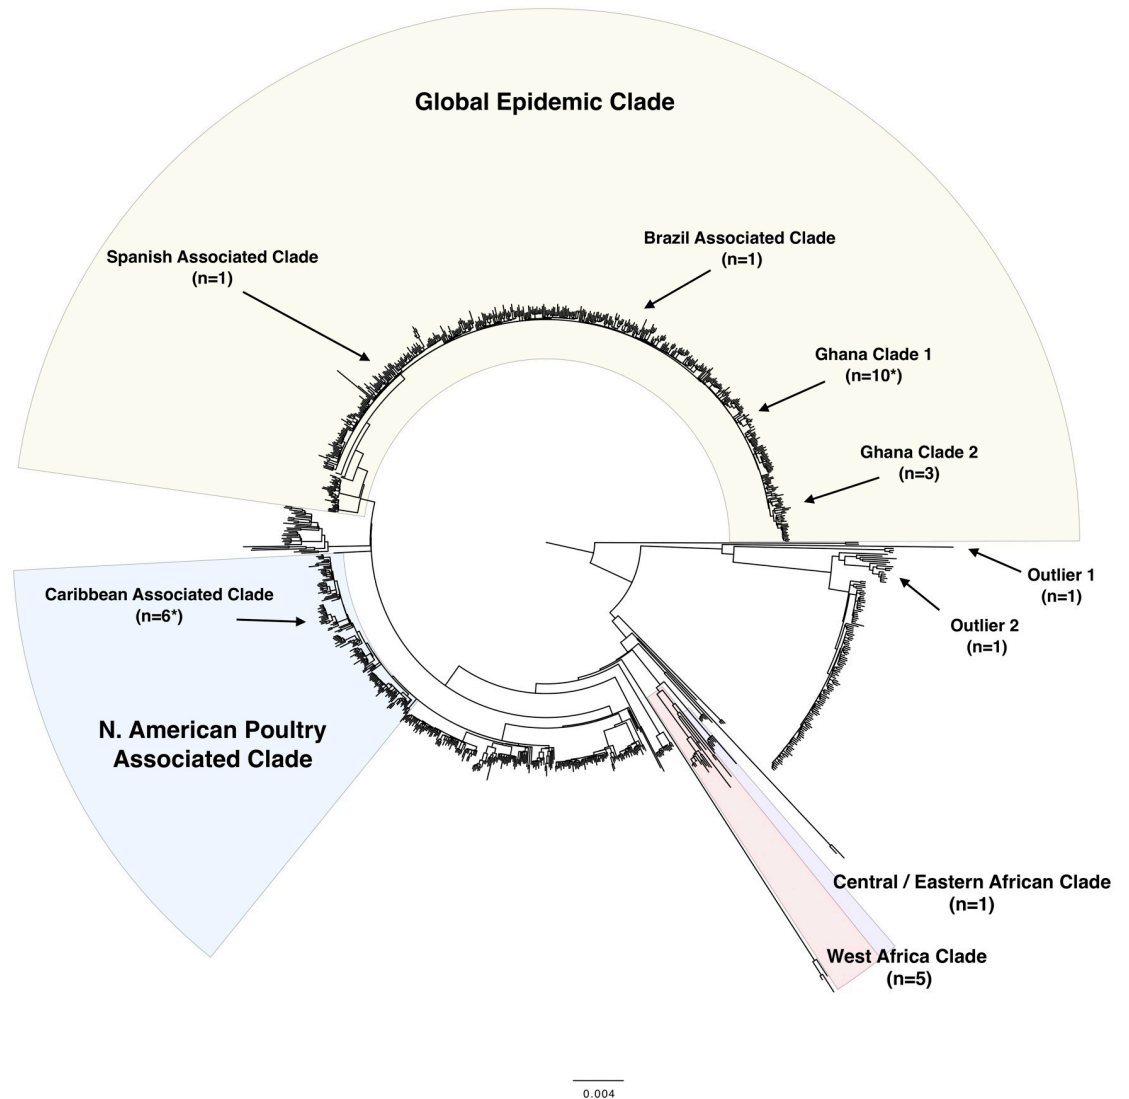 Global Epidemic Clade
Brazil Associated Clade
(n=1)
Spanish Associated Clade
(n=1)
Ghana Clade 1
(n=10*)
Ghana Clade 2
(n=3)
Outlier 1
(n=1)
Caribbean Associated Clade
(n=6*)
Outlier 2
(n=1)
N. American Poultry
Associated Clade
Central / Eastern African Clade
(n=1)
West Africa Clade
(n=5)
0.004